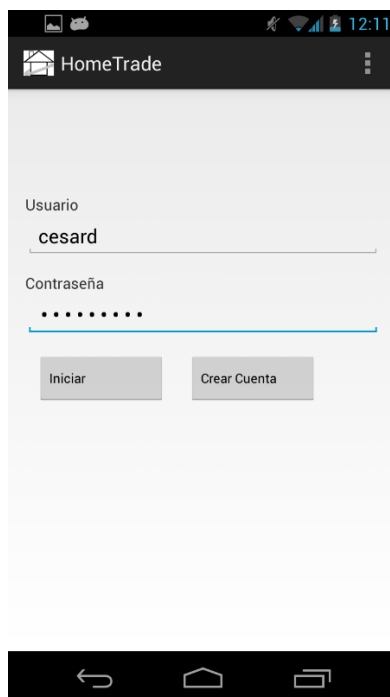 12:11
HomeTrade
Usuario
cesard
Contraseña
•••••••••
Iniciar
Crear Cuenta